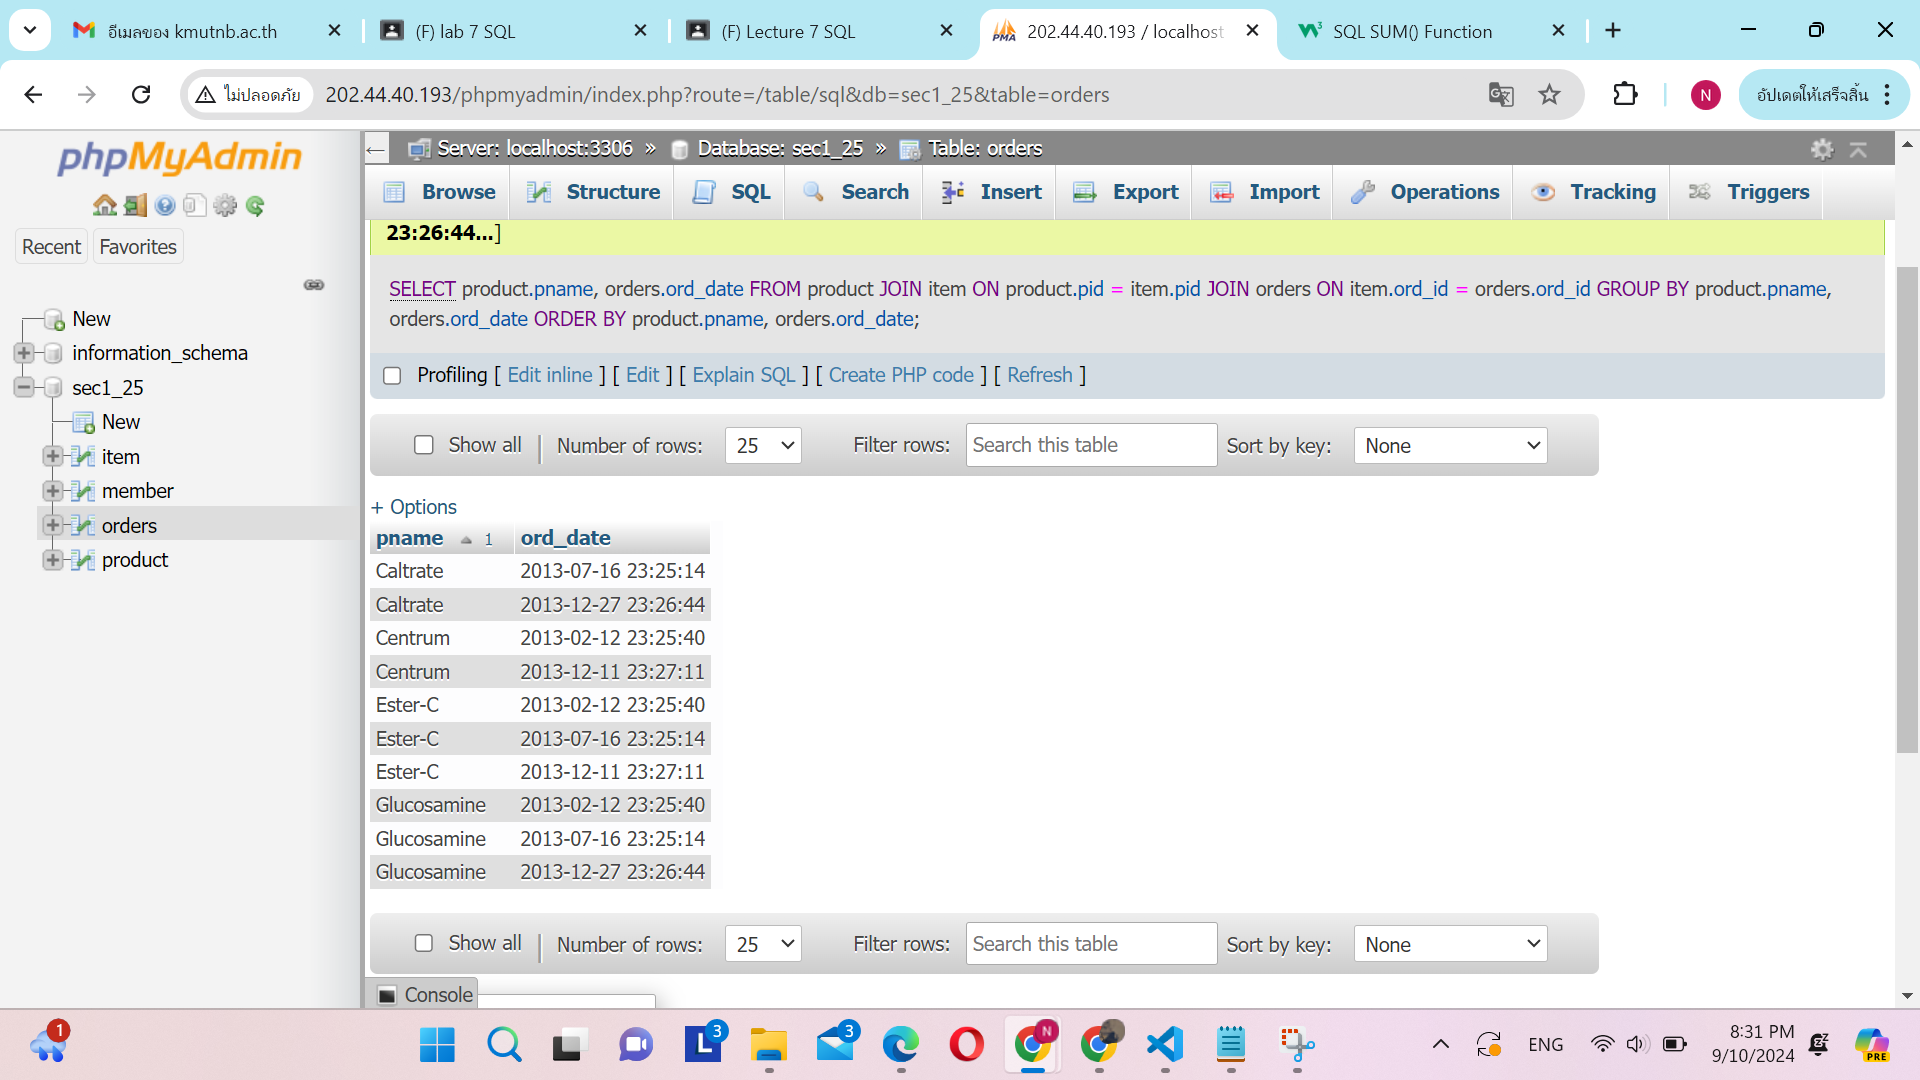 อีเมลของ kmutnb.ac.th
(F) lab 7 SQL
(F) Lecture 7 SQL
PMA
202.44.40.193 / localhost
SQL SUM() Function
ไม่ปลอดภัย
202.44.40.193/phpmyadmin/index.php?route=/table/sql&db=sec1_25&table=orders
N
อัปเดตให้เสร็จสิ้น
phpMyAdmin
Recent
Favorites
New
information_schema
sec1_25
New
item
member
orders
product
Server: localhost:3306 » Database: sec1_25 » Table: orders
Browse
Structure
SQL
Search
Insert
Export
Import
Operations
Tracking
Triggers
23:26:44...]
SELECT product.pname, orders.ord_date FROM product JOIN item ON product.pid = item.pid JOIN orders ON item.ord_id = orders.ord_id GROUP BY product.pname,
orders.ord_date ORDER BY product.pname, orders.ord_date;
Profiling [ Edit inline ] [ Edit ] [ Explain SQL ] [ Create PHP code ] [ Refresh ]
Show all | Number of rows: 25 Filter rows: Search this table Sort by key: None
+ Options
pname 1 ord_date
Caltrate 2013-07-16 23:25:14
Caltrate 2013-12-27 23:26:44
Centrum 2013-02-12 23:25:40
Centrum 2013-12-11 23:27:11
Ester-C 2013-02-12 23:25:40
Ester-C 2013-07-16 23:25:14
Ester-C 2013-12-11 23:27:11
Glucosamine 2013-02-12 23:25:40
Glucosamine 2013-07-16 23:25:14
Glucosamine 2013-12-27 23:26:44
Show all | Number of rows: 25 Filter rows: Search this table Sort by key: None
Console
1
L
3
3
N
ENG
8:31 PM
9/10/2024
PRE